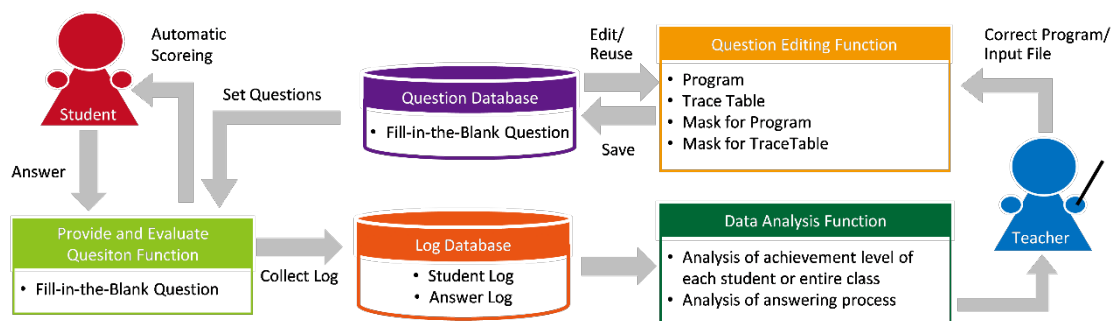 Automatic
Scoreing
Student
Answer
Set Questions
Question Database
• Fill-in-the-Blank Question
Edit/
Reuse
Save
Question Editing Function
• Program
• Trace Table
• Mask for Program
• Mask for TraceTable
Correct Program/
Input File
Teacher
Provide and Evaluate
Quesiton Function
• Fill-in-the-Blank Question
Collect Log
Log Database
• Student Log
• Answer Log
Data Analysis Function
• Analysis of achievement level of
each student or entire class
• Analysis of answering process